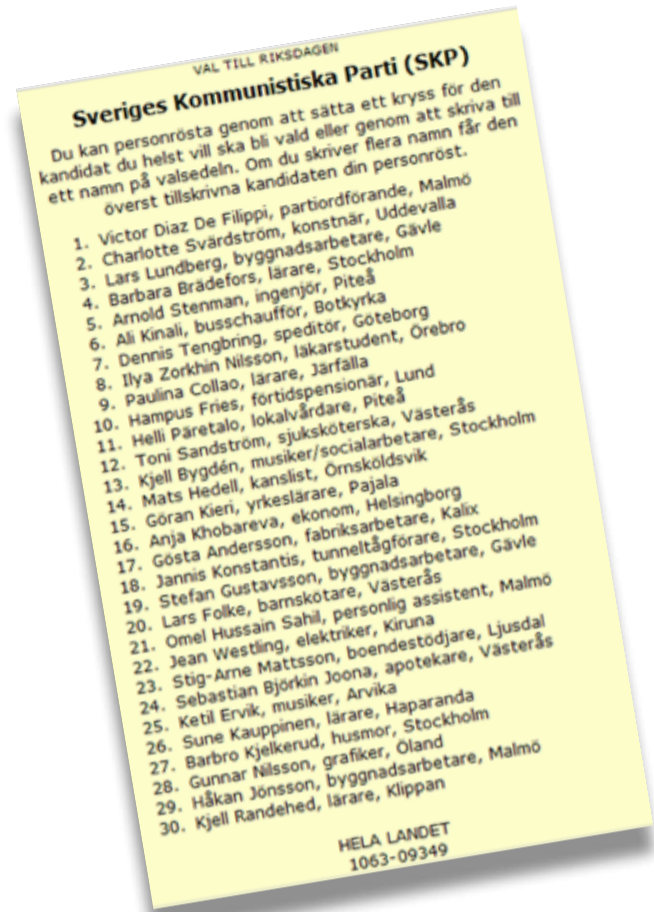 VAL TILL RIKSDAGEN
Sveriges Kommunistiska Parti (SKP)
Du kan personrösta genom att sätta ett kryss för den
kandidat du helst vill ska bli vald eller genom att skriva till
ett namn på valsedeln. Om du skriver flera namn får den
överst tillskrivna kandidaten din personröst.
1. Victor Diaz De Filippi, partiordförande, Malmö
2. Charlotte Svärdström, konstnär, Uddevalla
3. Lars Lundberg, byggnadsarbetare, Gävle
4. Barbara Brädefors, lärare, Stockholm
5. Arnold Stenman, ingenjör, Piteå
6. Ali Kinali, busschaufför, Botkyrka
7. Dennis Tengbring, speditör, Göteborg
8. Ilya Zorkhin Nilsson, läkarstudent, Örebro
9. Paulina Collao, lärare, Järfälla
10. Hampus Fries, förtidspensionär, Lund
11. Helli Päretalo, lokalvårdare, Piteå
12. Toni Sandström, sjuksköterska, Västerås
13. Kjell Bygdén, musiker/socialarbetare, Stockholm
14. Mats Hedell, kanslist, Örnsköldsvik
15. Göran Kieri, yrkeslärare, Pajala
16. Anja Khobareva, ekonom, Helsingborg
17. Gösta Andersson, fabriksarbetare, Kalix
18. Jannis Konstantis, tunneltågförare, Stockholm
19. Stefan Gustavsson, byggnadsarbetare, Gävle
20. Lars Folke, barnskötare, Västerås
21. Omel Hussain Sahil, personlig assistent, Malmö
22. Jean Westling, elektriker, Kiruna
23. Stig-Arne Mattsson, boendestödjare, Ljusdal
24. Sebastian Björkin Joona, apotekare, Västerås
25. Ketil Ervik, musiker, Arvika
26. Sune Kauppinen, lärare, Haparanda
27. Barbro Kjelkerud, husmor, Stockholm
28. Gunnar Nilsson, grafiker, Öland
29. Håkan Jönsson, byggnadsarbetare, Malmö
30. Kjell Randehed, lärare, Klippan
HELA LANDET
1063-09349